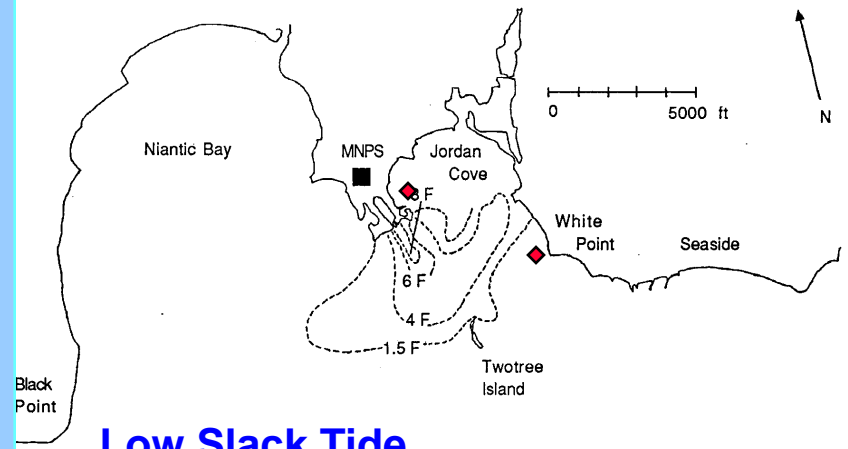 0
5000 ft
N
Niantic Bay
MNPS
Jordan
Cove
8 F
White
Point
Seaside
6 F
4 F
1.5 F
Twotree
Island
Black
Point
Low Slack Tide